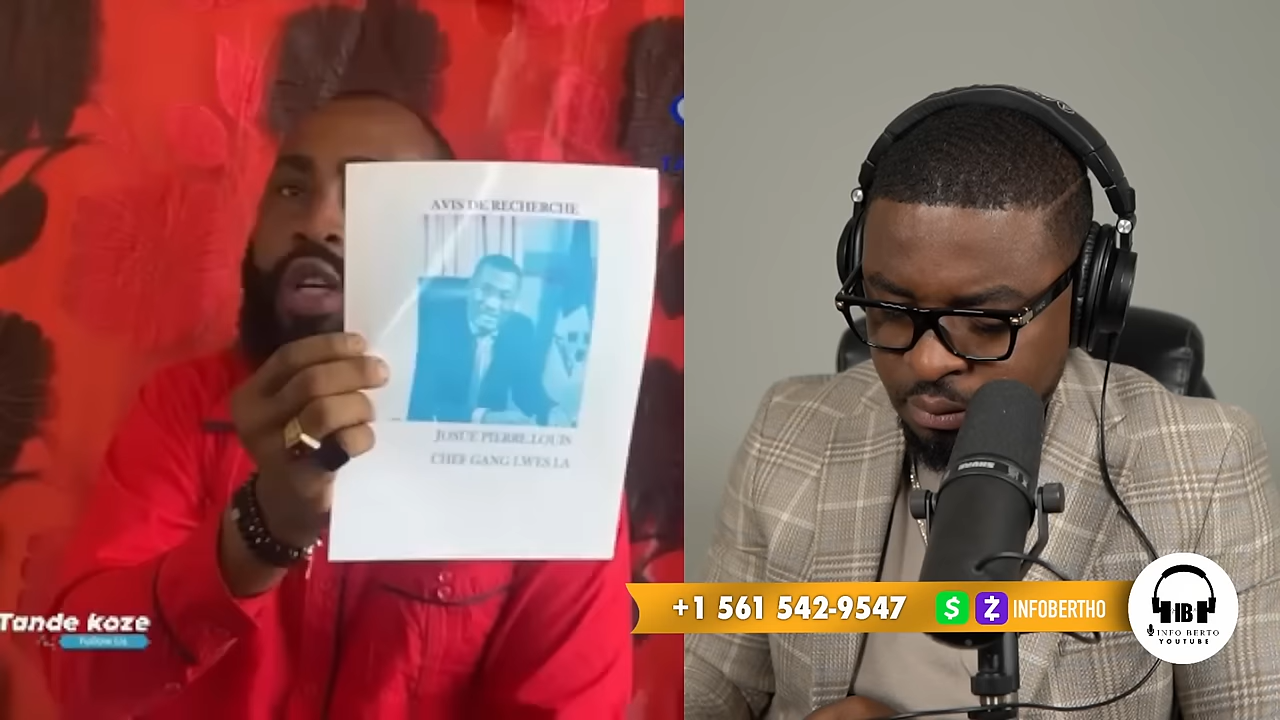 AVIS DE RECHERCHE
JOSUE PIERRE LOUIS
CHEF GANG LWES LA
Tande koze
Follow Us
+1 561 542-9547
INFOBERTHO
SHURE
IB
INFO BERTO
YOUTUBE